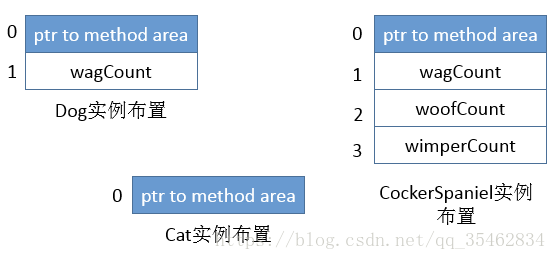 0 ptr to method area
1 wagCount
Dog实例布置
0 ptr to method area
1 wagCount
2 woofCount
3 wimperCount
CockerSpaniel实例
布置
0 ptr to method area
Cat实例布置
https://blog.csdn.net/qq_35462834